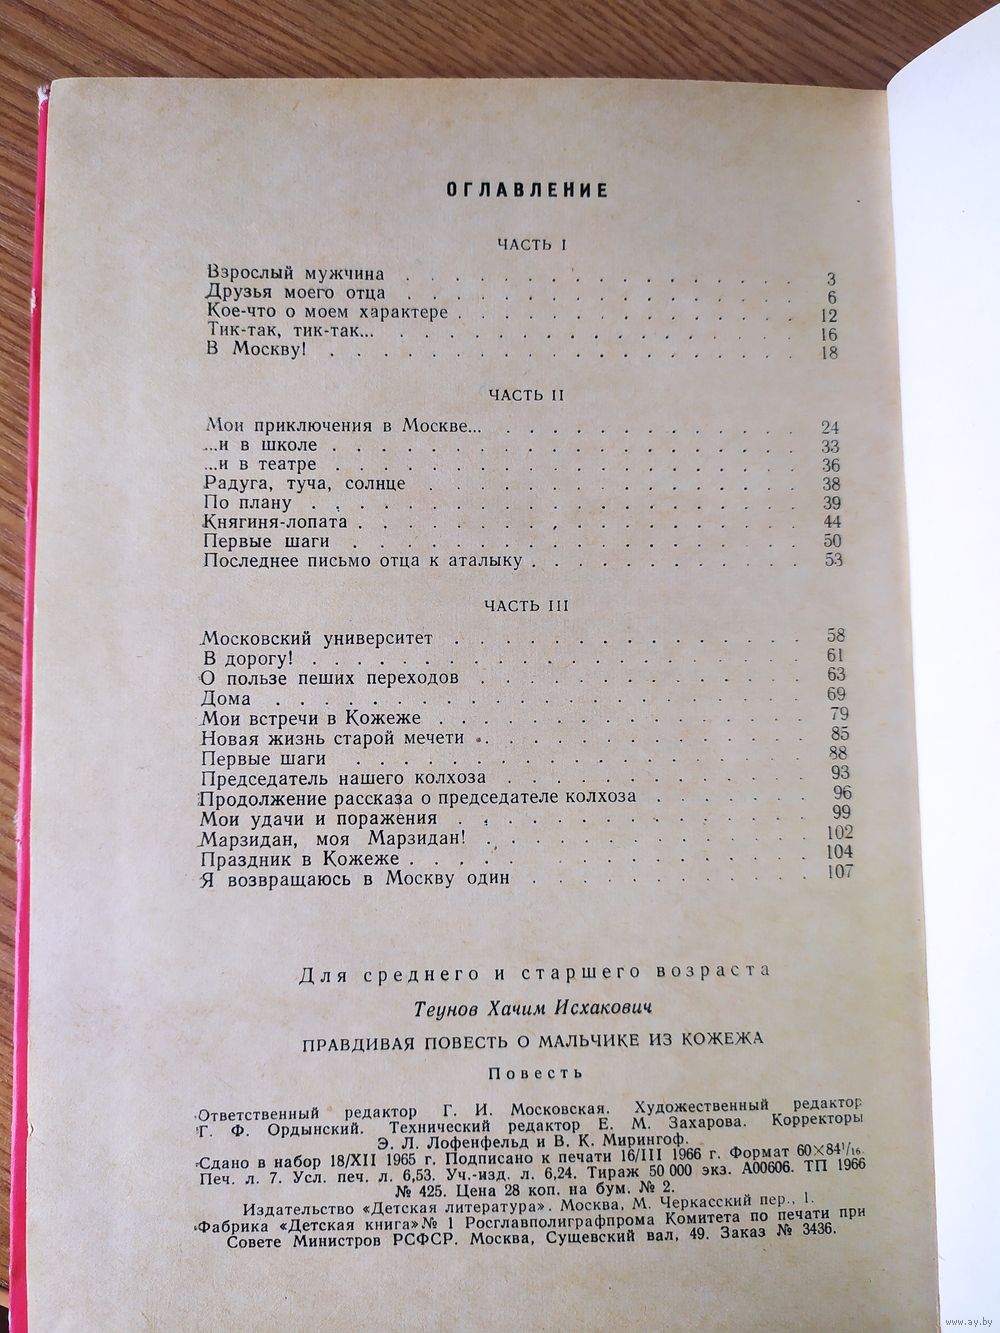 ОГЛАВЛЕНИЕ
ЧАСТЬ I
Взрослый мужчина . . . . . . . . . . . . . . . . 3
Друзья моего отца . . . . . . . . . . . . . . . . 6
Кое-что о моем характере . . . . . . . . . . . . . 12
Тик-так, тик-так... . . . . . . . . . . . . . . . . 16
В Москву! . . . . . . . . . . . . . . . . . . . 18
ЧАСТЬ II
Мои приключения в Москве... . . . . . . . . . . . . 24
...и в школе . . . . . . . . . . . . . . . . . . 33
...и в театре . . . . . . . . . . . . . . . . . . 36
Радуга, туча, солнце . . . . . . . . . . . . . . . 38
По плану . . . . . . . . . . . . . . . . . . . 39
Княгиня-лопата . . . . . . . . . . . . . . . . . 44
Первые шаги . . . . . . . . . . . . . . . . . . 50
Последнее письмо отца к аталыку . . . . . . . . . . 53
ЧАСТЬ III
Московский университет . . . . . . . . . . . . . . 58
В дорогу! . . . . . . . . . . . . . . . . . . . 61
О пользе пеших переходов . . . . . . . . . . . . . 63
Дома . . . . . . . . . . . . . . . . . . . . . 69
Мои встречи в Кожеже . . . . . . . . . . . . . . 79
Новая жизнь старой мечети . . . . . . . . . . . . . 85
Первые шаги . . . . . . . . . . . . . . . . . . 88
Председатель нашего колхоза . . . . . . . . . . . . 93
Продолжение рассказа о председателе колхоза . . . . . . 96
Мои удачи и поражения . . . . . . . . . . . . . . 99
Марзидан, моя Марзидан! . . . . . . . . . . . . . 102
Праздник в Кожеже . . . . . . . . . . . . . . . 104
Я возвращаюсь в Москву один . . . . . . . . . . . 107
Для среднего и старшего возраста
Теунов Хачим Исхакович
ПРАВДИВАЯ ПОВЕСТЬ О МАЛЬЧИКЕ ИЗ КОЖЕЖА
Повесть
Ответственный редактор Г. И. Московская. Художественный редактор
Г. Ф. Ордынский. Технический редактор Е. М. Захарова. Корректоры
Э. Л. Лофенфельд и В. К. Мирингоф.
Сдано в набор 18/XII 1965 г. Подписано к печати 16/III 1966 г. Формат 60×84¹/₁₆.
Печ. л. 7. Усл. печ. л. 6,53. Уч.-изд. л. 6,24. Тираж 50 000 экз. А00606. ТП 1966
№ 425. Цена 28 коп. на бум. № 2.
Издательство «Детская литература». Москва, М. Черкасский пер., 1.
Фабрика «Детская книга» № 1 Росглавполиграфпрома Комитета по печати при
Совете Министров РСФСР. Москва, Сущевский вал, 49. Заказ № 3436.
www.ay.by